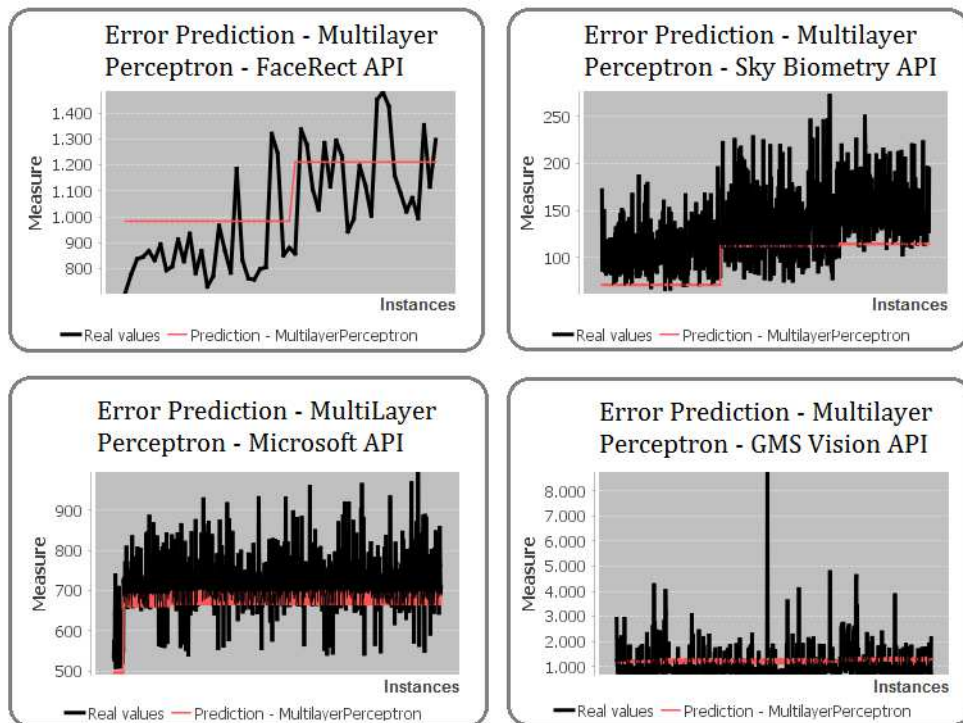 Error Prediction - Multilayer
Perceptron - FaceRect API
1.400
1.300
1.200
1.100
1.000
900
800
Measure
Instances
Real values
Prediction - MultilayerPerceptron
Error Prediction - Multilayer
Perceptron - Sky Biometry API
250
200
150
100
Measure
Instances
Real values
Prediction - MultilayerPerceptron
Error Prediction - MultiLayer
Perceptron - Microsoft API
900
800
700
600
500
Measure
Instances
Real values
Prediction - MultilayerPerceptron
Error Prediction - Multilayer
Perceptron - GMS Vision API
8.000
7.000
6.000
5.000
4.000
3.000
2.000
1.000
Measure
Instances
Real values
Prediction - MultilayerPerceptron